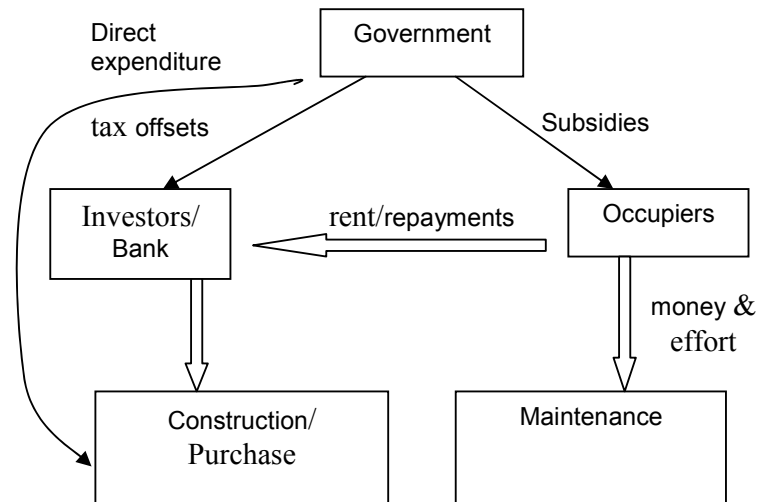 Direct
expenditure
Government
tax offsets
Subsidies
Investors/
Bank
rent/repayments
Occupiers
money &
effort
Construction/
Purchase
Maintenance